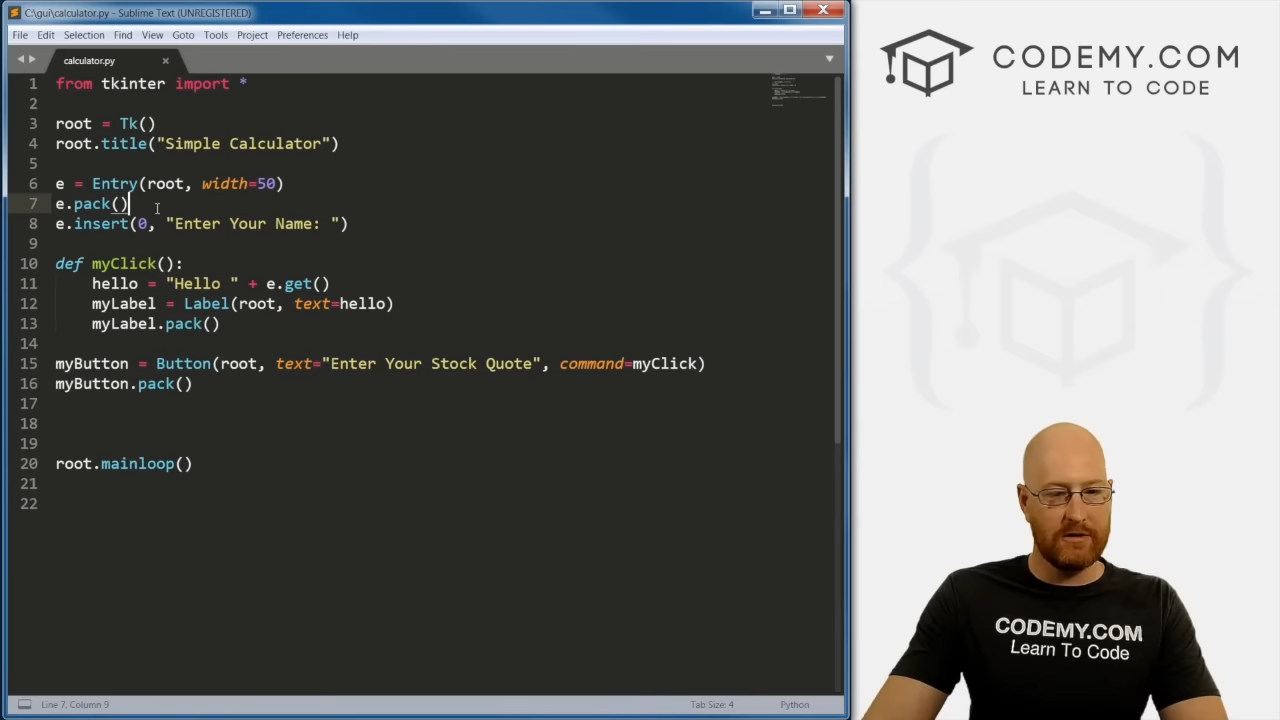 C:\gui\calculator.py - Sublime Text (UNREGISTERED)
File Edit Selection Find View Goto Tools Project Preferences Help
calculator.py
1 from tkinter import *
2
3 root = Tk()
4 root.title("Simple Calculator")
5
6 e = Entry(root, width=50)
7 e.pack()
8 e.insert(0, "Enter Your Name: ")
9
10 def myClick():
11 hello = "Hello " + e.get()
12 myLabel = Label(root, text=hello)
13 myLabel.pack()
14
15 myButton = Button(root, text="Enter Your Stock Quote", command=myClick)
16 myButton.pack()
17
18
19
20 root.mainloop()
21
22
Line 7, Column 9
Tab Size: 4
Python
CODEMY.COM
LEARN TO CODE
CODEMY.COM
Learn To Code